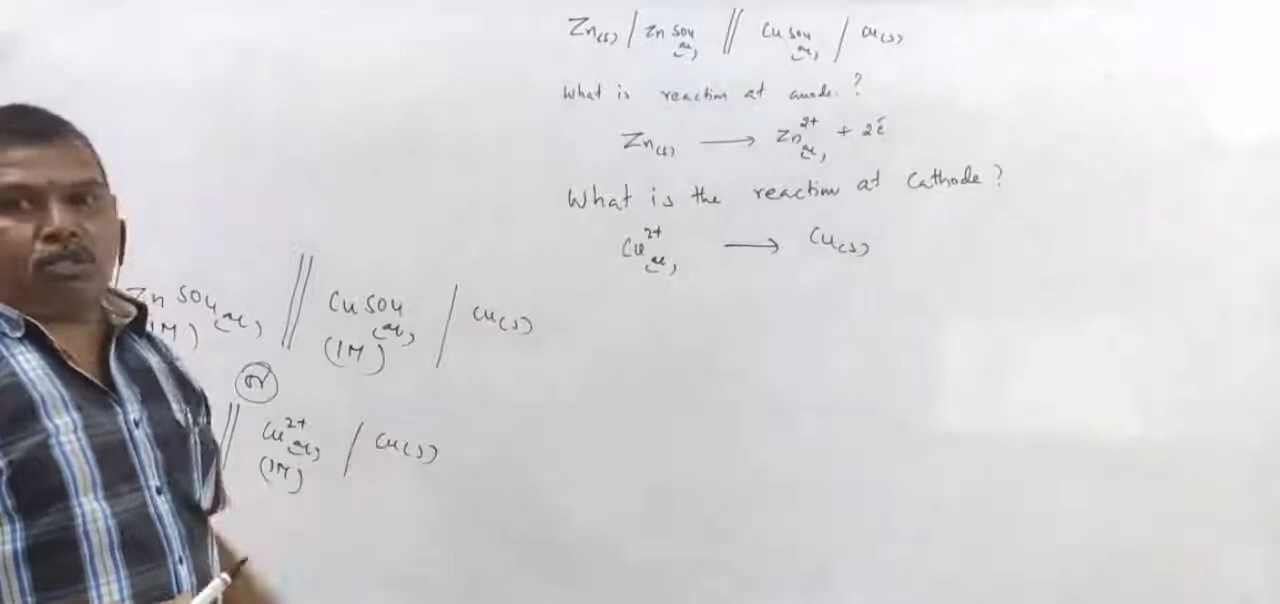 Zn(s) / ZnSO4 (aq) // CuSO4 (aq) / Cu(s)
What is reaction at anode ?
Zn(s) ⟶ Zn2+ (aq) + 2e-
What is the reaction at Cathode ?
Cu2+ (aq) ⟶ Cu(s)
ZnSO4 (aq) // CuSO4 (aq) / Cu(s)
(1M) (1M)
or
// Cu2+ (aq) / Cu(s)
(1M)